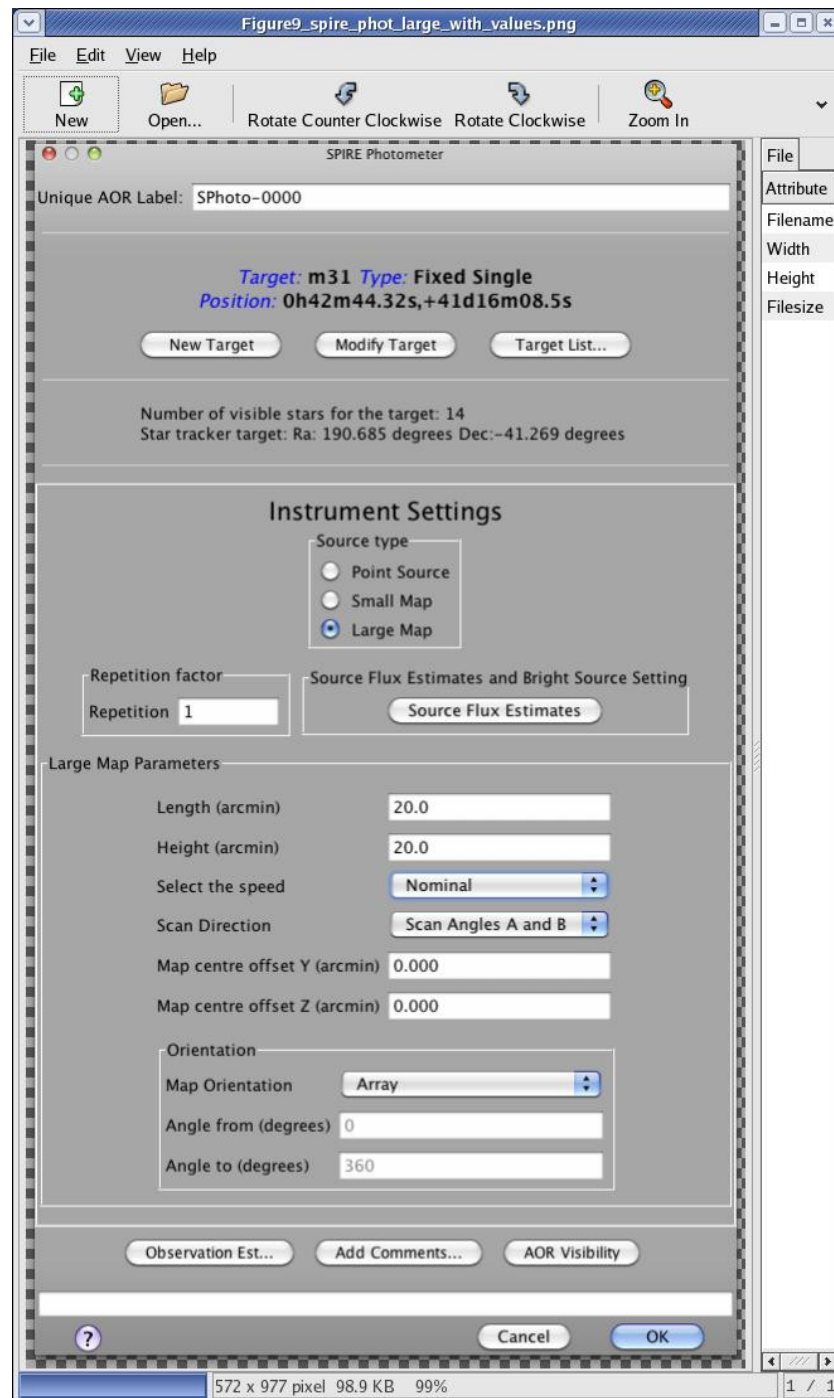 Figure9_spire_phot_large_with_values.png
File Edit View Help
New Open... Rotate Counter Clockwise Rotate Clockwise Zoom In
SPIRE Photometer
File
Unique AOR Label: SPhoto-0000
Attribute
Filename
Width
Height
Filesize
Target: m31 Type: Fixed Single
Position: 0h42m44.32s,+41d16m08.5s
New Target Modify Target Target List...
Number of visible stars for the target: 14
Star tracker target: Ra: 190.685 degrees Dec:-41.269 degrees
Instrument Settings
Source type
Point Source
Small Map
Large Map
Repetition factor
Repetition 1
Source Flux Estimates and Bright Source Setting
Source Flux Estimates
Large Map Parameters
Length (arcmin) 20.0
Height (arcmin) 20.0
Select the speed Nominal
Scan Direction Scan Angles A and B
Map centre offset Y (arcmin) 0.000
Map centre offset Z (arcmin) 0.000
Orientation
Map Orientation Array
Angle from (degrees) 0
Angle to (degrees) 360
Observation Est... Add Comments... AOR Visibility
? Cancel OK
572 x 977 pixel 98.9 KB 99% 1 / 1